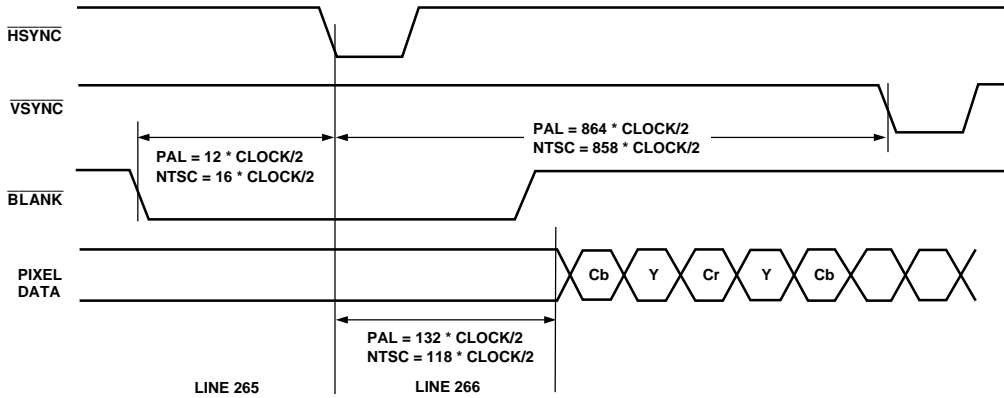 HSYNC
VSYNC
PAL = 864 * CLOCK/2
NTSC = 858 * CLOCK/2
PAL = 12 * CLOCK/2
NTSC = 16 * CLOCK/2
BLANK
PIXEL
DATA
Cb Y Cr Y Cb
PAL = 132 * CLOCK/2
NTSC = 118 * CLOCK/2
LINE 265 LINE 266